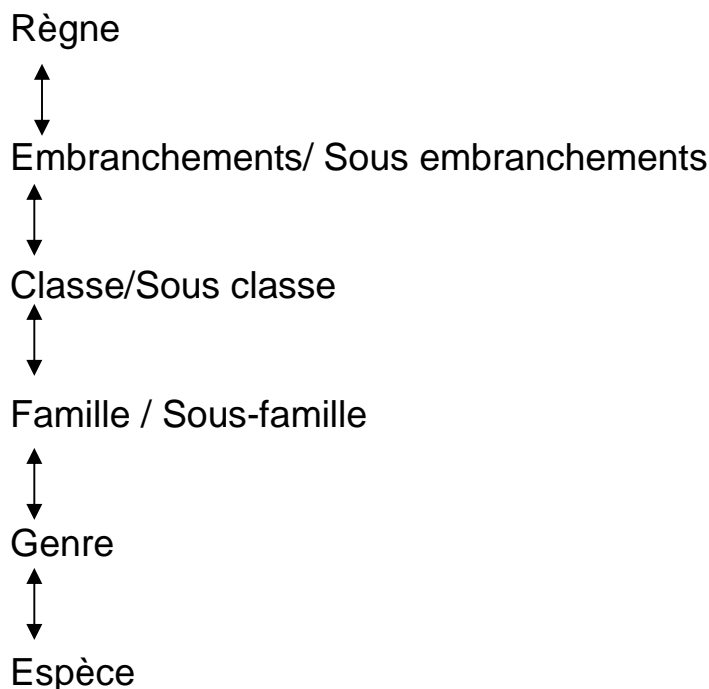 Règne
Embranchements/ Sous embranchements
Classe/Sous classe
Famille / Sous-famille
Genre
Espèce